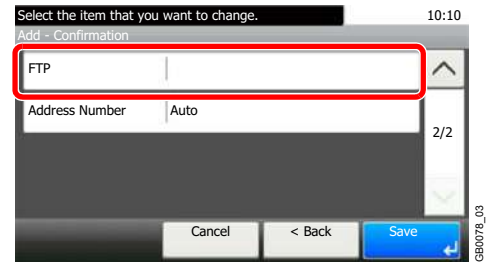 Select the item that you want to change. 10:10
Add - Confirmation
FTP
Address Number Auto
2/2
Cancel < Back Save
GB0078_03